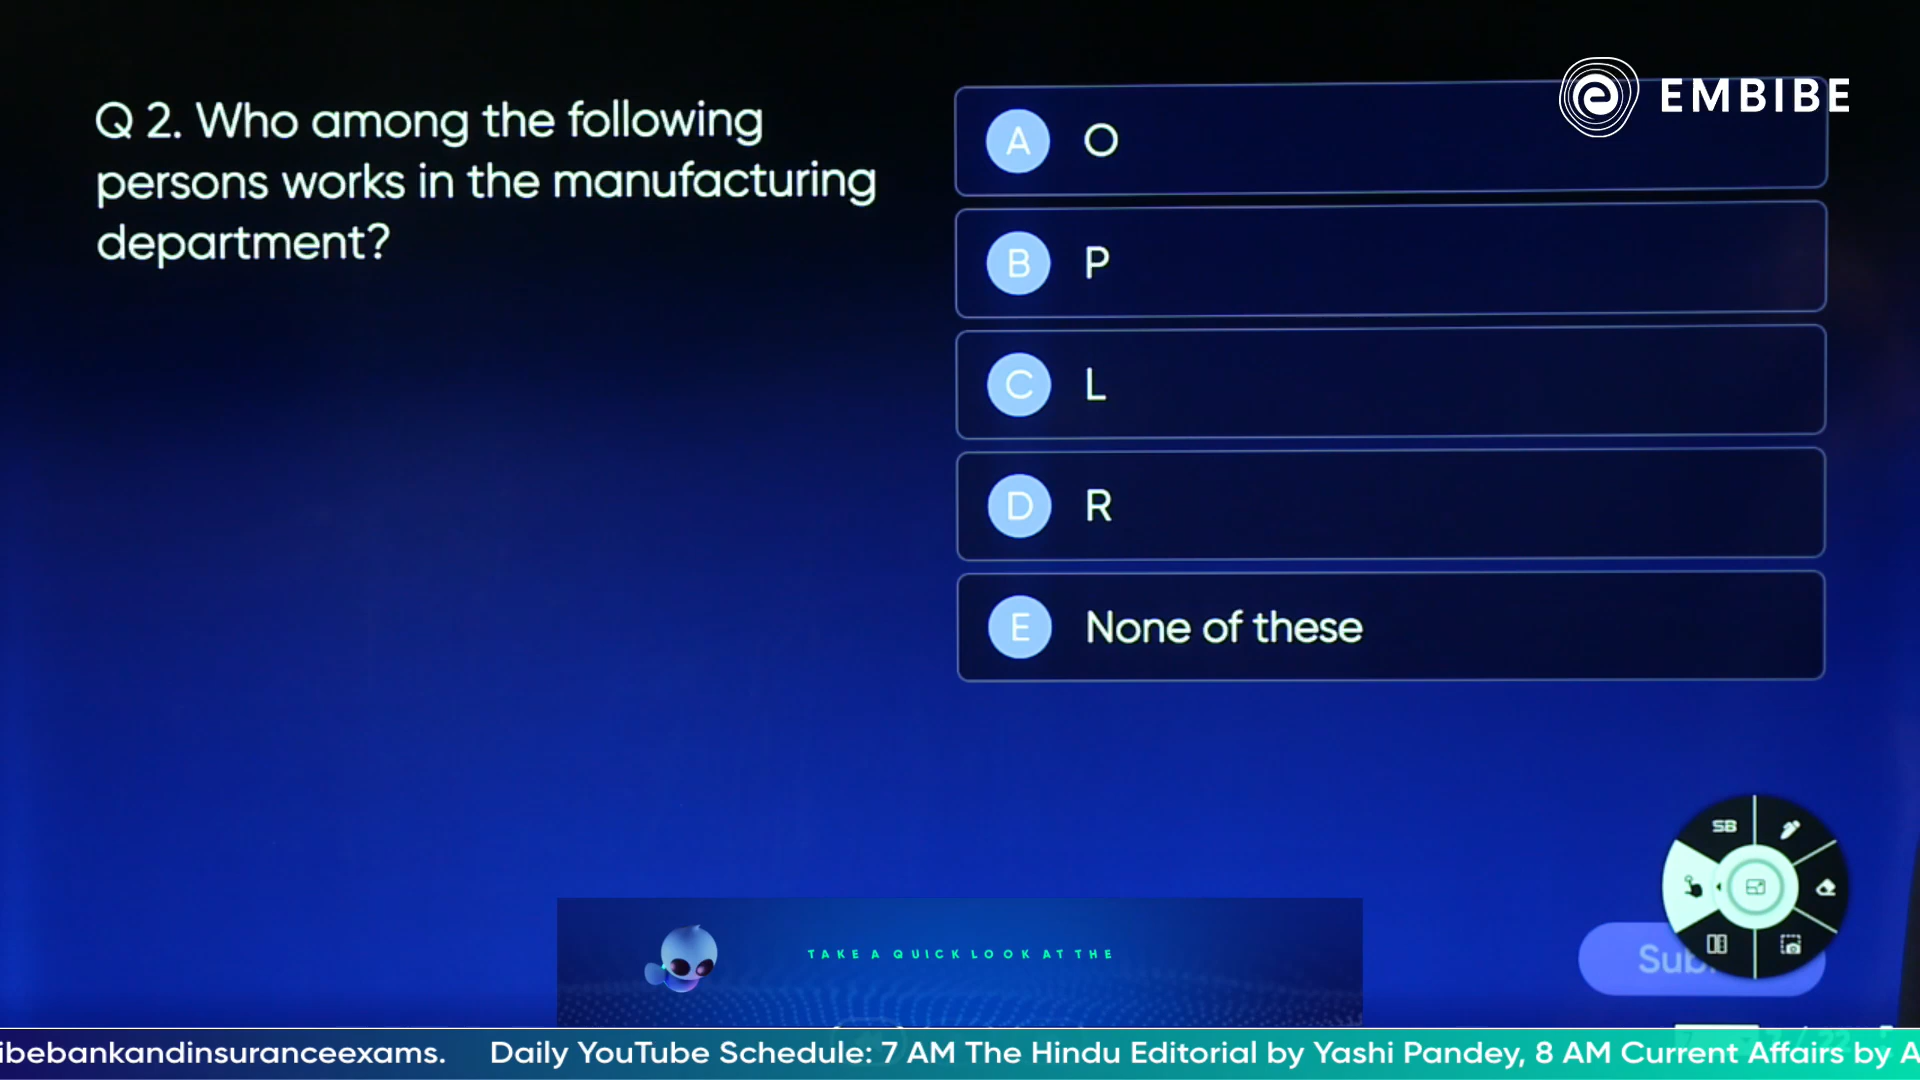 EMBIBE
Q 2. Who among the following
persons works in the manufacturing
department?
A O
B P
C L
D R
E None of these
SB
TAKE A QUICK LOOK AT THE
ibebankandinsuranceexams. Daily YouTube Schedule: 7 AM The Hindu Editorial by Yashi Pandey, 8 AM Current Affairs by A